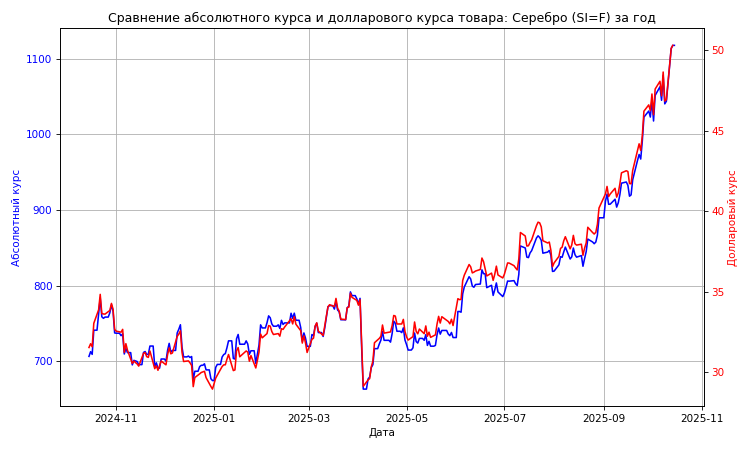 Сравнение абсолютного курса и долларового курса товара: Серебро (SI=F) за год
Абсолютный курс
1100
1000
900
800
700
50
45
40
35
30
Долларовый курс
2024-11 2025-01 2025-03 2025-05 2025-07 2025-09 2025-11
Дата